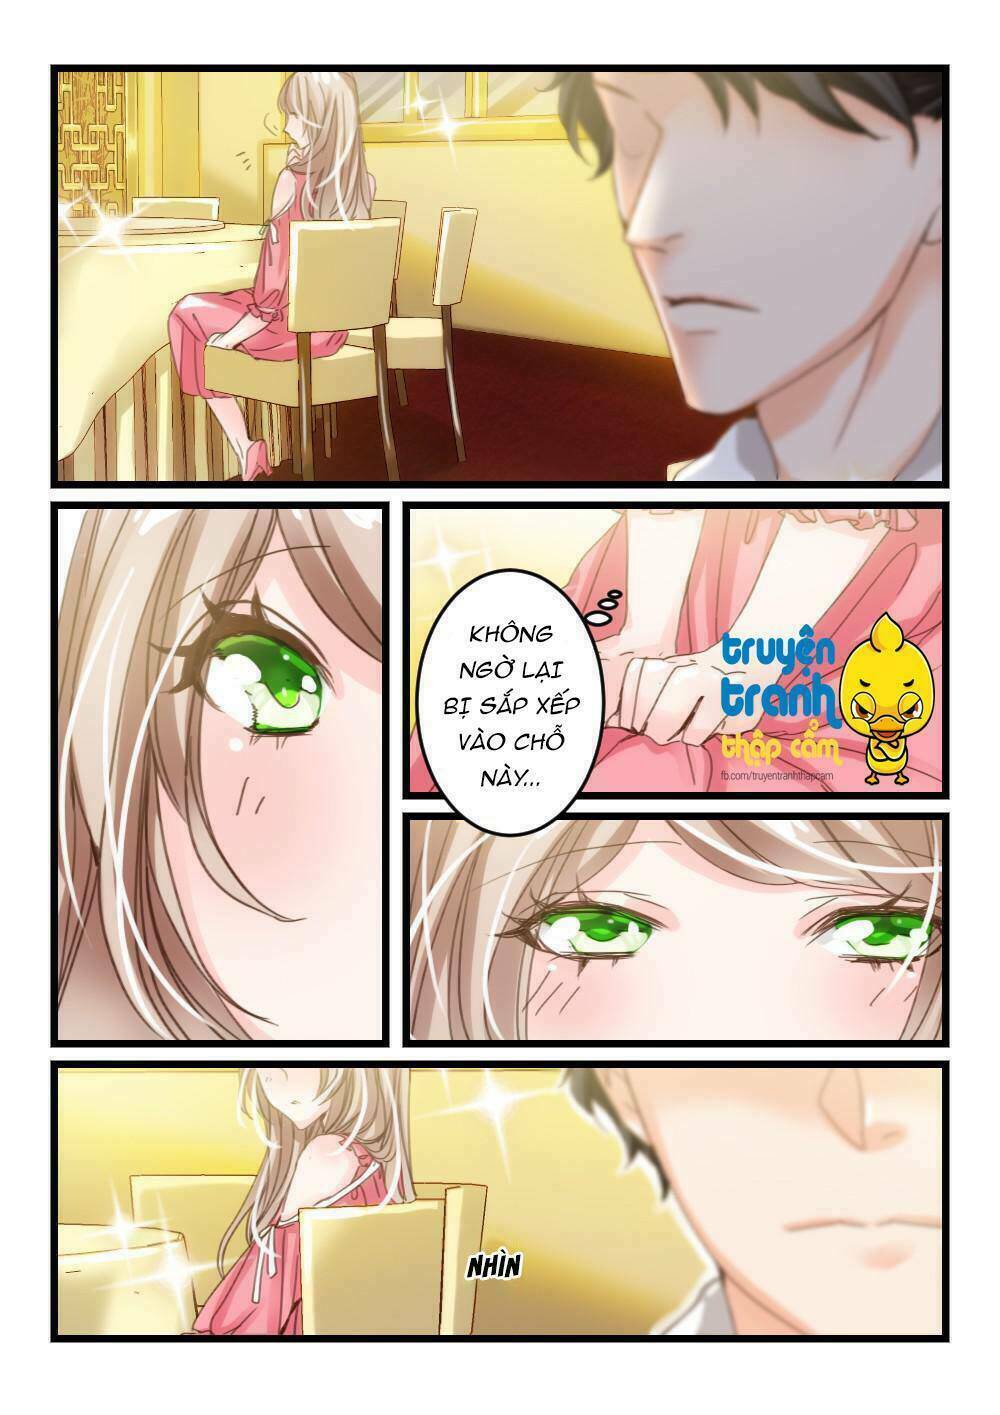 KHÔNG
NGỜ LẠI
BỊ SẮP XẾP
VÀO CHỖ
NÀY...
truyện
tranh
thập cẩm
fb.com/truyentranhthapcam
NHÌN